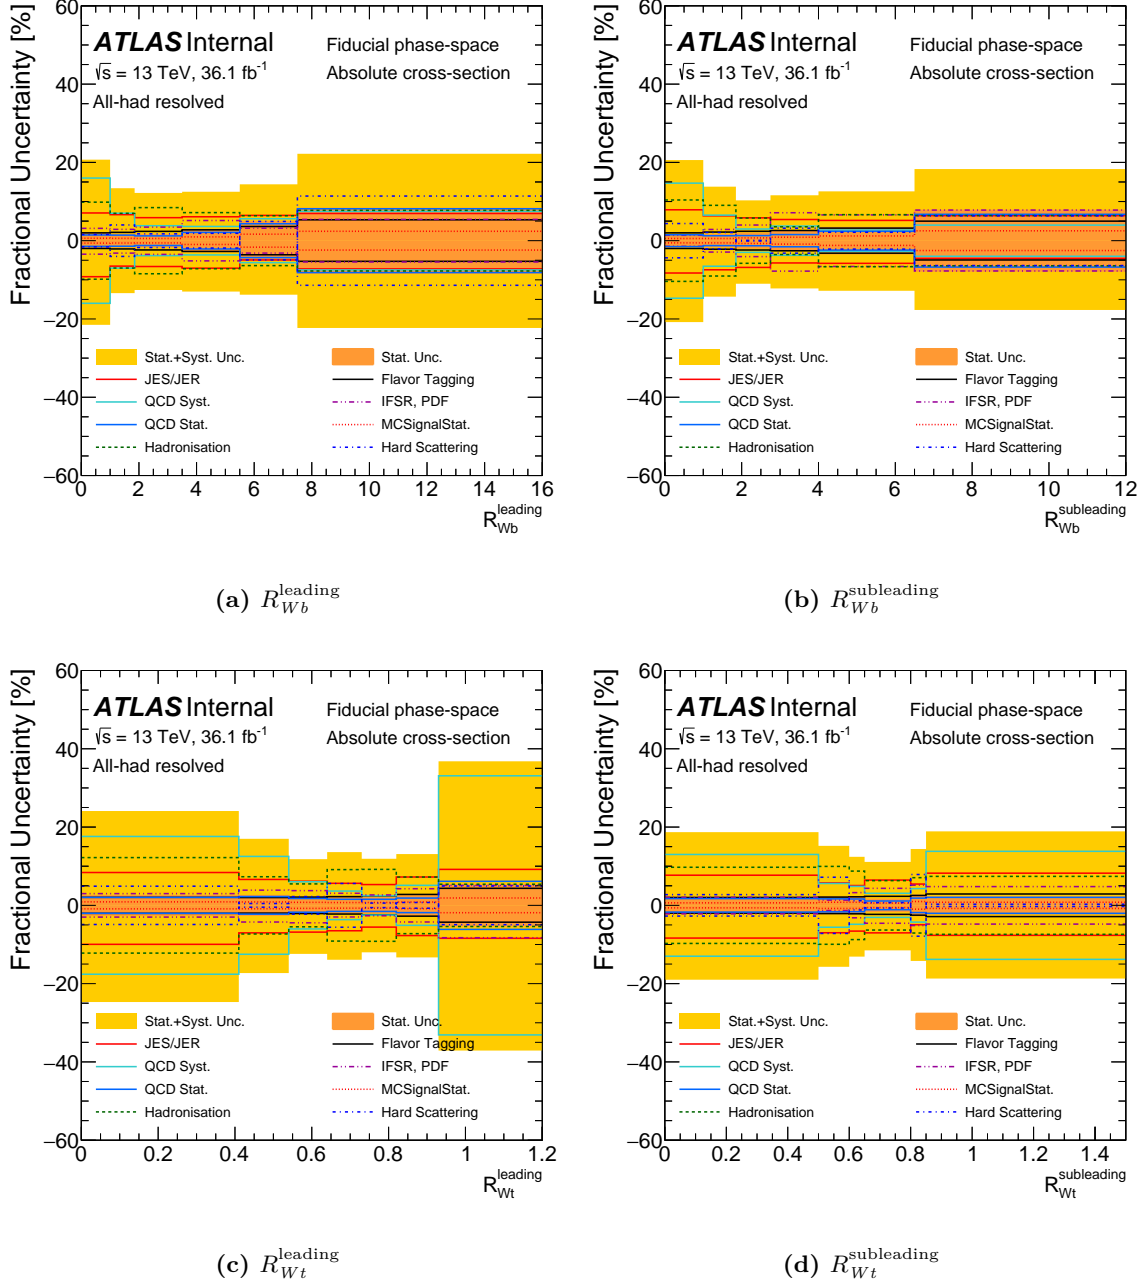 Fractional Uncertainty [%]
60
40
20
0
−20
−40
−60
ATLAS Internal
√s = 13 TeV, 36.1 fb⁻¹
All-had resolved
Fiducial phase-space
Absolute cross-section
Stat.+Syst. Unc.
Stat. Unc.
JES/JER
Flavor Tagging
QCD Syst.
IFSR, PDF
QCD Stat.
MCSignalStat.
Hadronisation
Hard Scattering
0 2 4 6 8 10 12 14 16
R_Wb^leading
(a) R_Wb^leading
Fractional Uncertainty [%]
60
40
20
0
−20
−40
−60
ATLAS Internal
√s = 13 TeV, 36.1 fb⁻¹
All-had resolved
Fiducial phase-space
Absolute cross-section
Stat.+Syst. Unc.
Stat. Unc.
JES/JER
Flavor Tagging
QCD Syst.
IFSR, PDF
QCD Stat.
MCSignalStat.
Hadronisation
Hard Scattering
0 2 4 6 8 10 12
R_Wb^subleading
(b) R_Wb^subleading
Fractional Uncertainty [%]
60
40
20
0
−20
−40
−60
ATLAS Internal
√s = 13 TeV, 36.1 fb⁻¹
All-had resolved
Fiducial phase-space
Absolute cross-section
Stat.+Syst. Unc.
Stat. Unc.
JES/JER
Flavor Tagging
QCD Syst.
IFSR, PDF
QCD Stat.
MCSignalStat.
Hadronisation
Hard Scattering
0 0.2 0.4 0.6 0.8 1 1.2
R_Wt^leading
(c) R_Wt^leading
Fractional Uncertainty [%]
60
40
20
0
−20
−40
−60
ATLAS Internal
√s = 13 TeV, 36.1 fb⁻¹
All-had resolved
Fiducial phase-space
Absolute cross-section
Stat.+Syst. Unc.
Stat. Unc.
JES/JER
Flavor Tagging
QCD Syst.
IFSR, PDF
QCD Stat.
MCSignalStat.
Hadronisation
Hard Scattering
0 0.2 0.4 0.6 0.8 1 1.2 1.4
R_Wt^subleading
(d) R_Wt^subleading